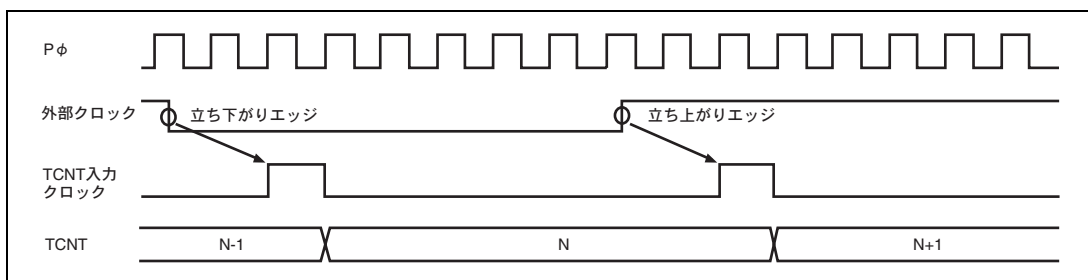 Pφ
外部クロック
立ち下がりエッジ
立ち上がりエッジ
TCNT入力
クロック
TCNT
N-1
N
N+1